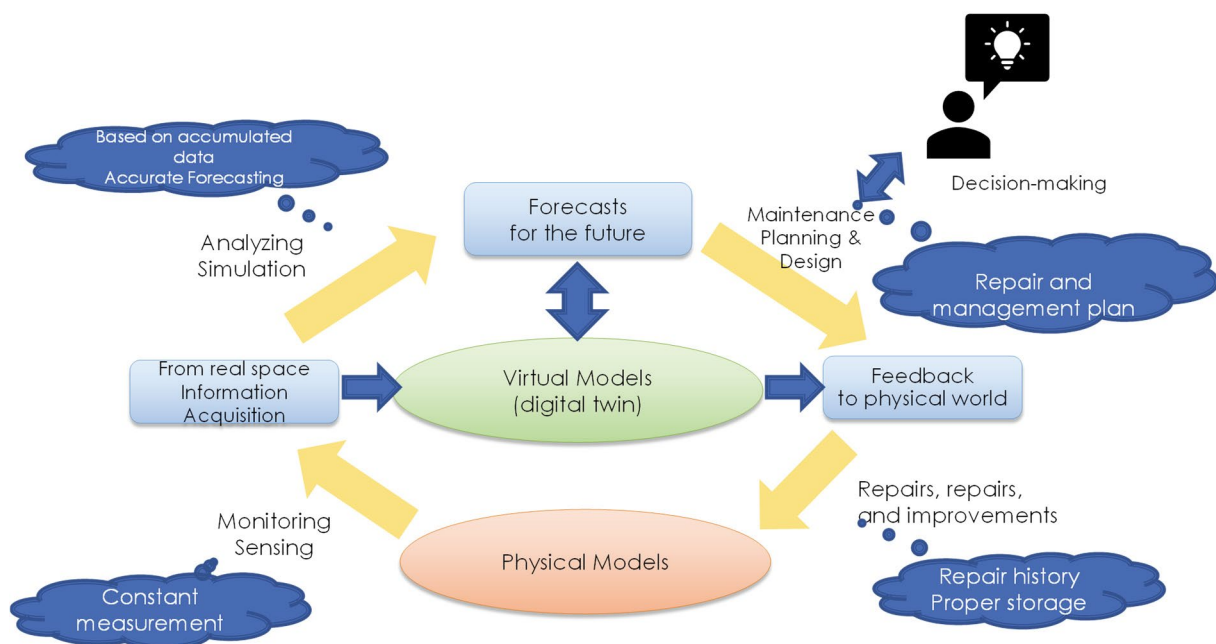 Based on accumulated
data
Accurate Forecasting
Decision-making
Forecasts
for the future
Maintenance
Planning &
Design
Analyzing
Simulation
Repair and
management plan
From real space
Information
Acquisition
Virtual Models
(digital twin)
Feedback
to physical world
Monitoring
Sensing
Repairs, repairs,
and improvements
Physical Models
Constant
measurement
Repair history
Proper storage